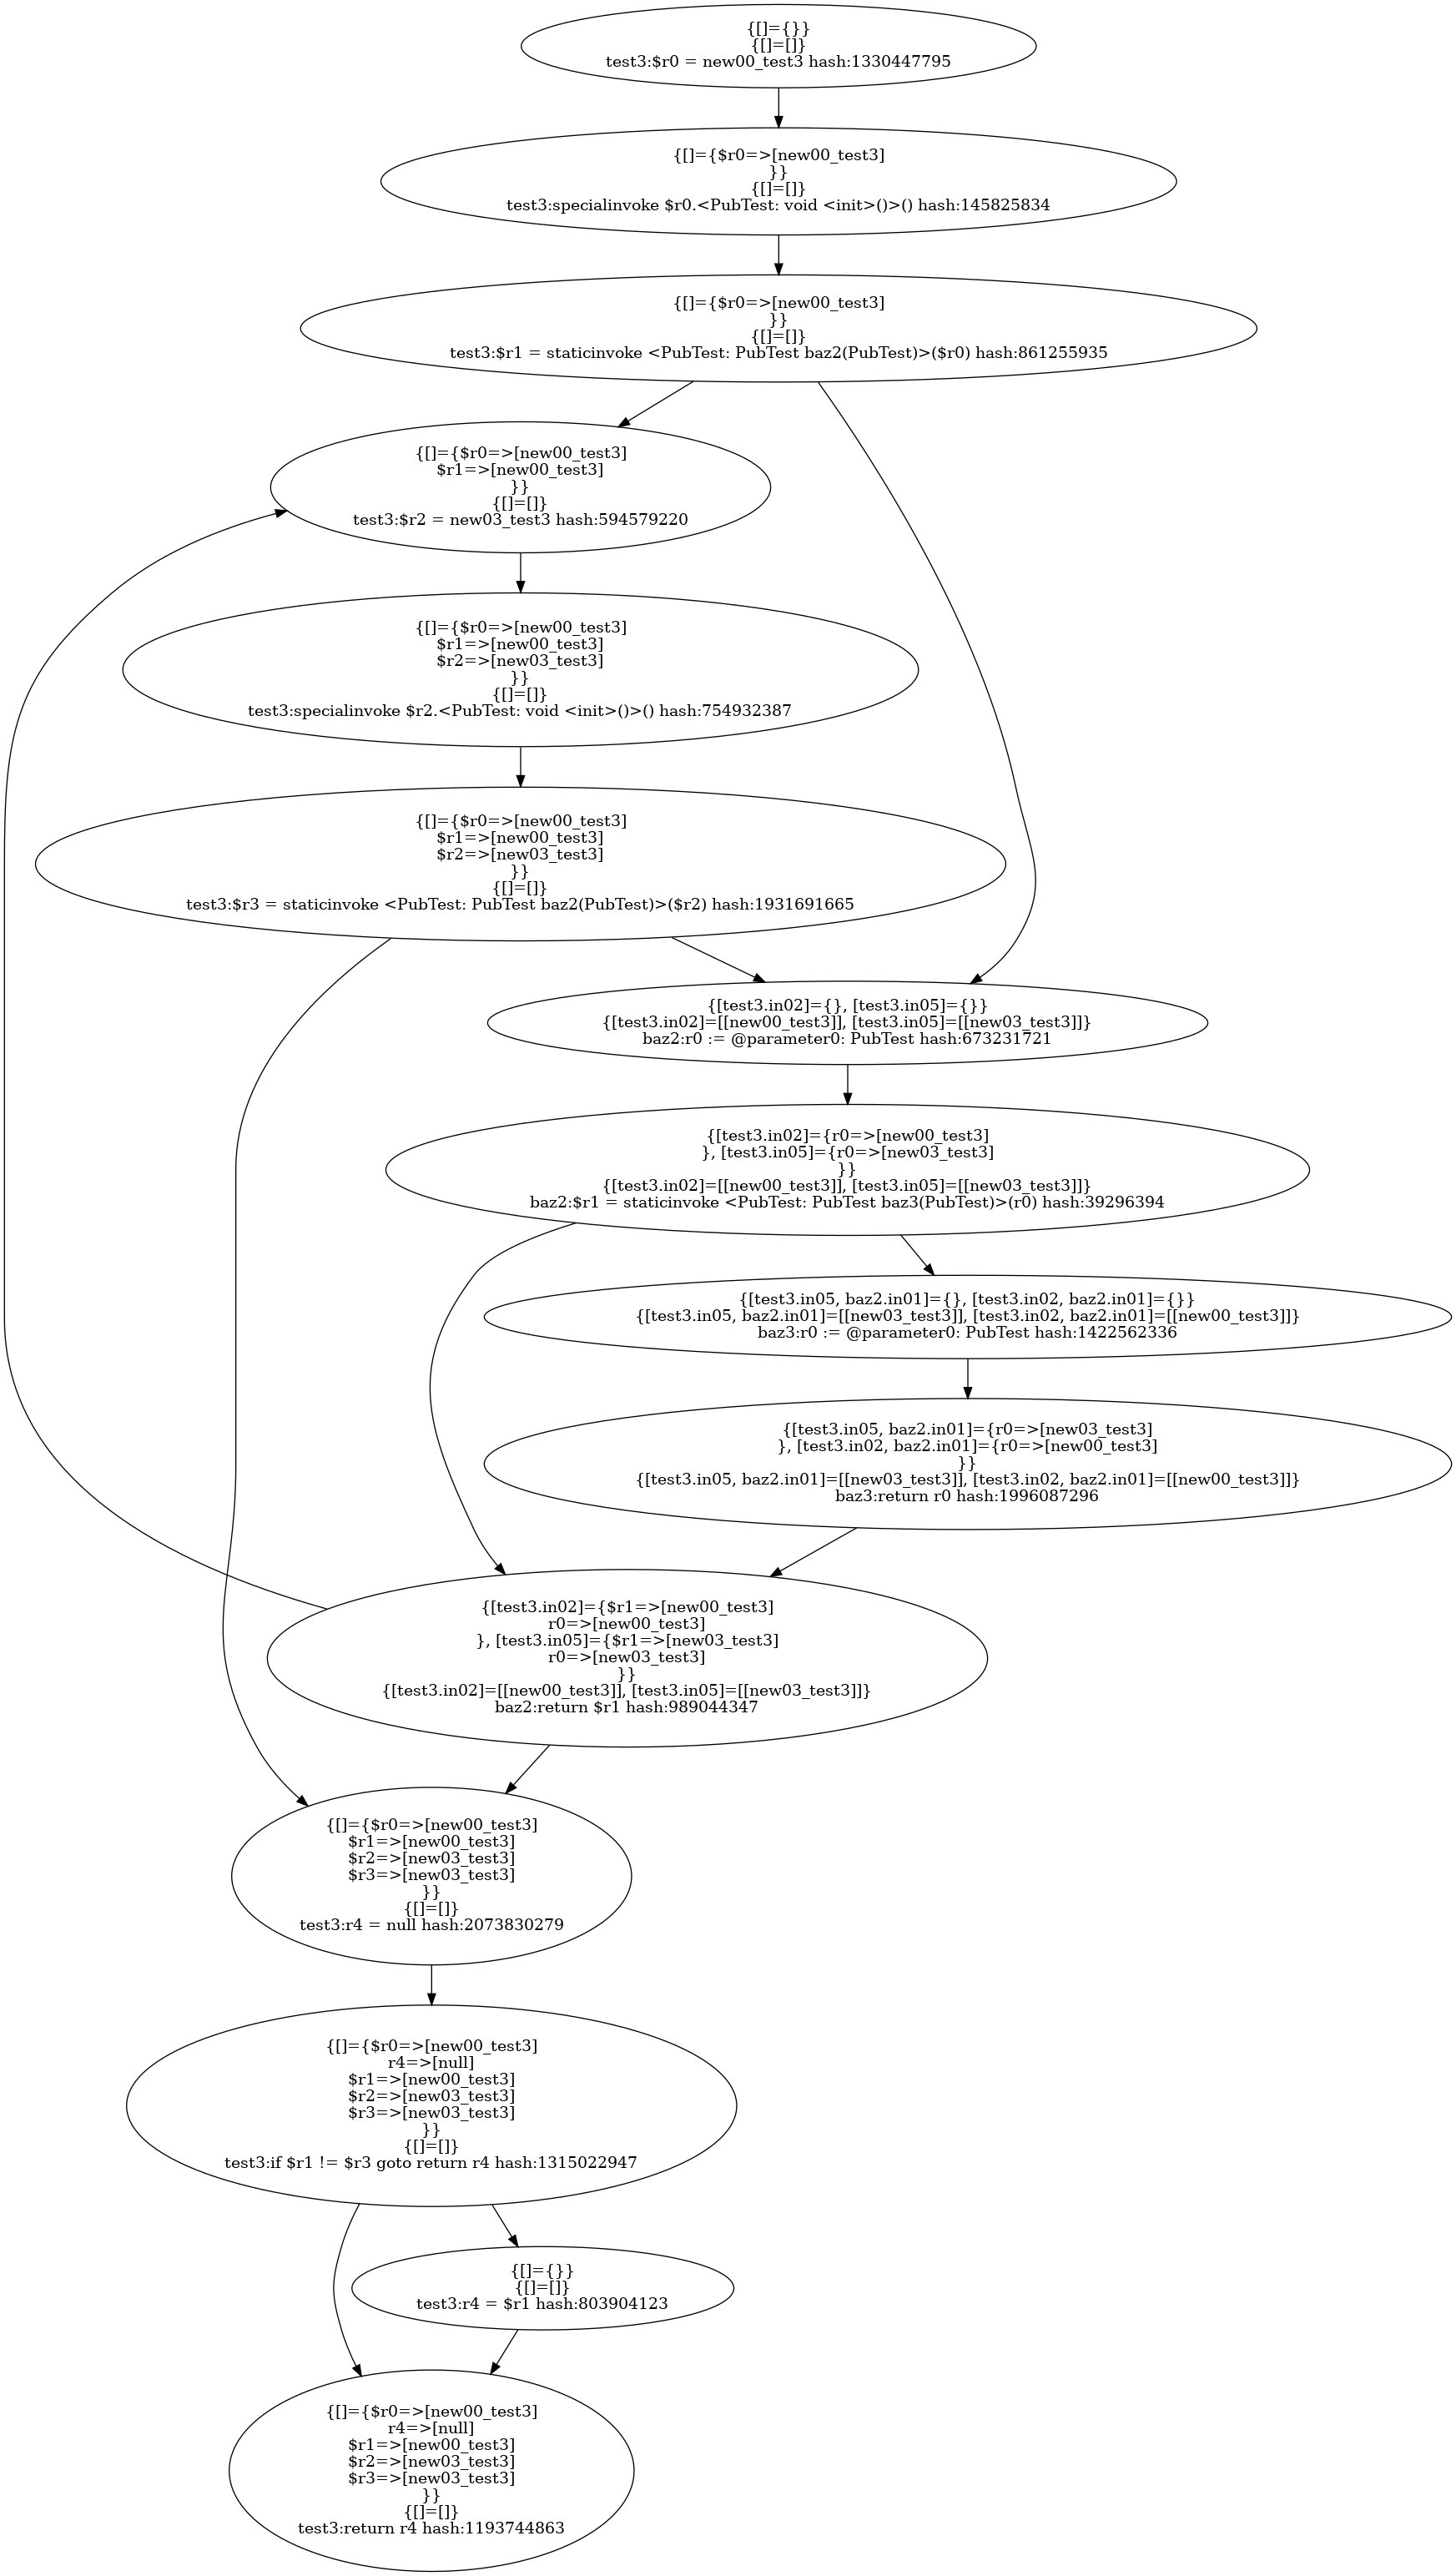 {[]={}}
{[]=[]}
test3:$r0 = new00_test3 hash:1330447795
{[]={$r0=>[new00_test3]
}}
{[]=[]}
test3:specialinvoke $r0.<PubTest: void <init>()>() hash:145825834
{[]={$r0=>[new00_test3]
}}
{[]=[]}
test3:$r1 = staticinvoke <PubTest: PubTest baz2(PubTest)>($r0) hash:861255935
{[]={$r0=>[new00_test3]
$r1=>[new00_test3]
}}
{[]=[]}
test3:$r2 = new03_test3 hash:594579220
{[]={$r0=>[new00_test3]
$r1=>[new00_test3]
$r2=>[new03_test3]
}}
{[]=[]}
test3:specialinvoke $r2.<PubTest: void <init>()>() hash:754932387
{[]={$r0=>[new00_test3]
$r1=>[new00_test3]
$r2=>[new03_test3]
}}
{[]=[]}
test3:$r3 = staticinvoke <PubTest: PubTest baz2(PubTest)>($r2) hash:1931691665
{[test3.in02]={}, [test3.in05]={}}
{[test3.in02]=[[new00_test3]], [test3.in05]=[[new03_test3]]}
baz2:r0 := @parameter0: PubTest hash:673231721
{[test3.in02]={r0=>[new00_test3]
}, [test3.in05]={r0=>[new03_test3]
}}
{[test3.in02]=[[new00_test3]], [test3.in05]=[[new03_test3]]}
baz2:$r1 = staticinvoke <PubTest: PubTest baz3(PubTest)>(r0) hash:39296394
{[test3.in05, baz2.in01]={}, [test3.in02, baz2.in01]={}}
{[test3.in05, baz2.in01]=[[new03_test3]], [test3.in02, baz2.in01]=[[new00_test3]]}
baz3:r0 := @parameter0: PubTest hash:1422562336
{[test3.in05, baz2.in01]={r0=>[new03_test3]
}, [test3.in02, baz2.in01]={r0=>[new00_test3]
}}
{[test3.in05, baz2.in01]=[[new03_test3]], [test3.in02, baz2.in01]=[[new00_test3]]}
baz3:return r0 hash:1996087296
{[test3.in02]={$r1=>[new00_test3]
r0=>[new00_test3]
}, [test3.in05]={$r1=>[new03_test3]
r0=>[new03_test3]
}}
{[test3.in02]=[[new00_test3]], [test3.in05]=[[new03_test3]]}
baz2:return $r1 hash:989044347
{[]={$r0=>[new00_test3]
$r1=>[new00_test3]
$r2=>[new03_test3]
$r3=>[new03_test3]
}}
{[]=[]}
test3:r4 = null hash:2073830279
{[]={$r0=>[new00_test3]
r4=>[null]
$r1=>[new00_test3]
$r2=>[new03_test3]
$r3=>[new03_test3]
}}
{[]=[]}
test3:if $r1 != $r3 goto return r4 hash:1315022947
{[]={}}
{[]=[]}
test3:r4 = $r1 hash:803904123
{[]={$r0=>[new00_test3]
r4=>[null]
$r1=>[new00_test3]
$r2=>[new03_test3]
$r3=>[new03_test3]
}}
{[]=[]}
test3:return r4 hash:1193744863